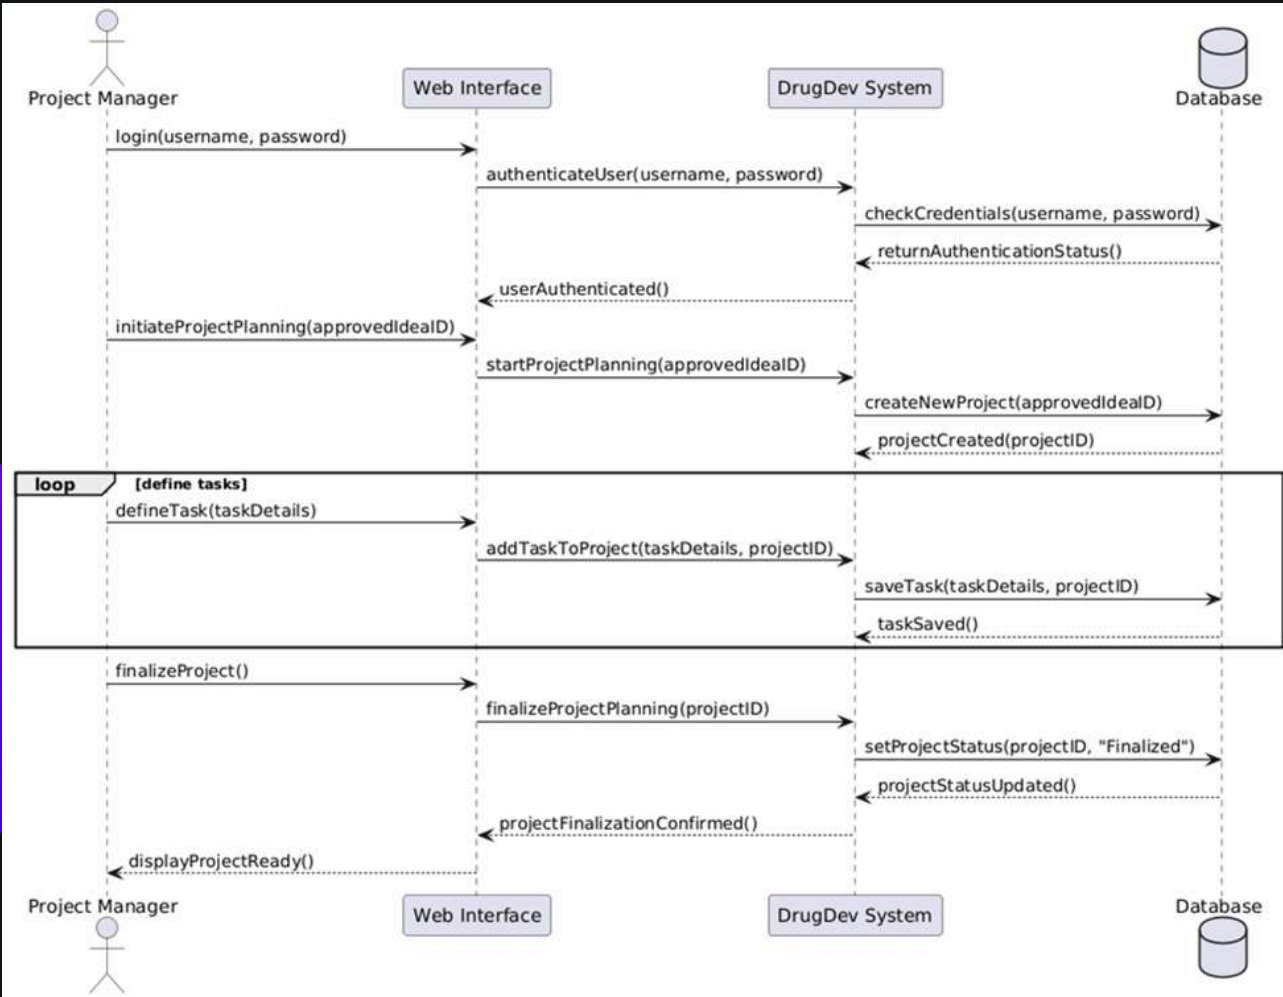 Project Manager
Web Interface
DrugDev System
Database
login(username, password)
authenticateUser(username, password)
checkCredentials(username, password)
returnAuthenticationStatus()
userAuthenticated()
initiateProjectPlanning(approvedIdeaID)
startProjectPlanning(approvedIdeaID)
createNewProject(approvedIdeaID)
projectCreated(projectID)
loop
[define tasks]
defineTask(taskDetails)
addTaskToProject(taskDetails, projectID)
saveTask(taskDetails, projectID)
taskSaved()
finalizeProject()
finalizeProjectPlanning(projectID)
setProjectStatus(projectID, "Finalized")
projectStatusUpdated()
projectFinalizationConfirmed()
displayProjectReady()
Project Manager
Web Interface
DrugDev System
Database